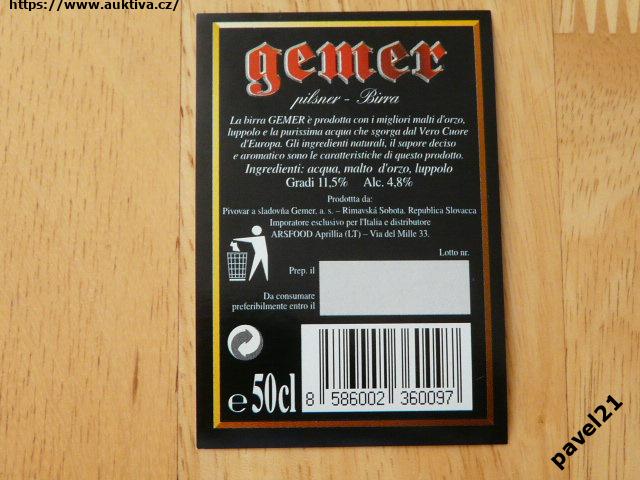 https://www.auktiva.cz/
gemer
pilsner - Birra
La birra GEMER è prodotta con i migliori malti d'orzo,
luppolo e la purissima acqua che sgorga dal Vero Cuore
d'Europa. Gli ingredienti naturali, il sapore deciso
e aromatico sono le caratteristiche di questo prodotto.
Ingredienti: acqua, malto d'orzo, luppolo
Gradi 11,5% Alc. 4,8%
Prodottta da:
Pivovar a sladovňa Gemer, a. s. – Rimavská Sobota. Republica Slovacca
Imporatore esclusivo per l'Italia e distributore
ARSFOOD Aprillia (LT) – Via del Mille 33.
Lotto nr.
Prep. il
Da consumare
preferibilmente entro il
e 50cl
8 586002 360097
pavel21